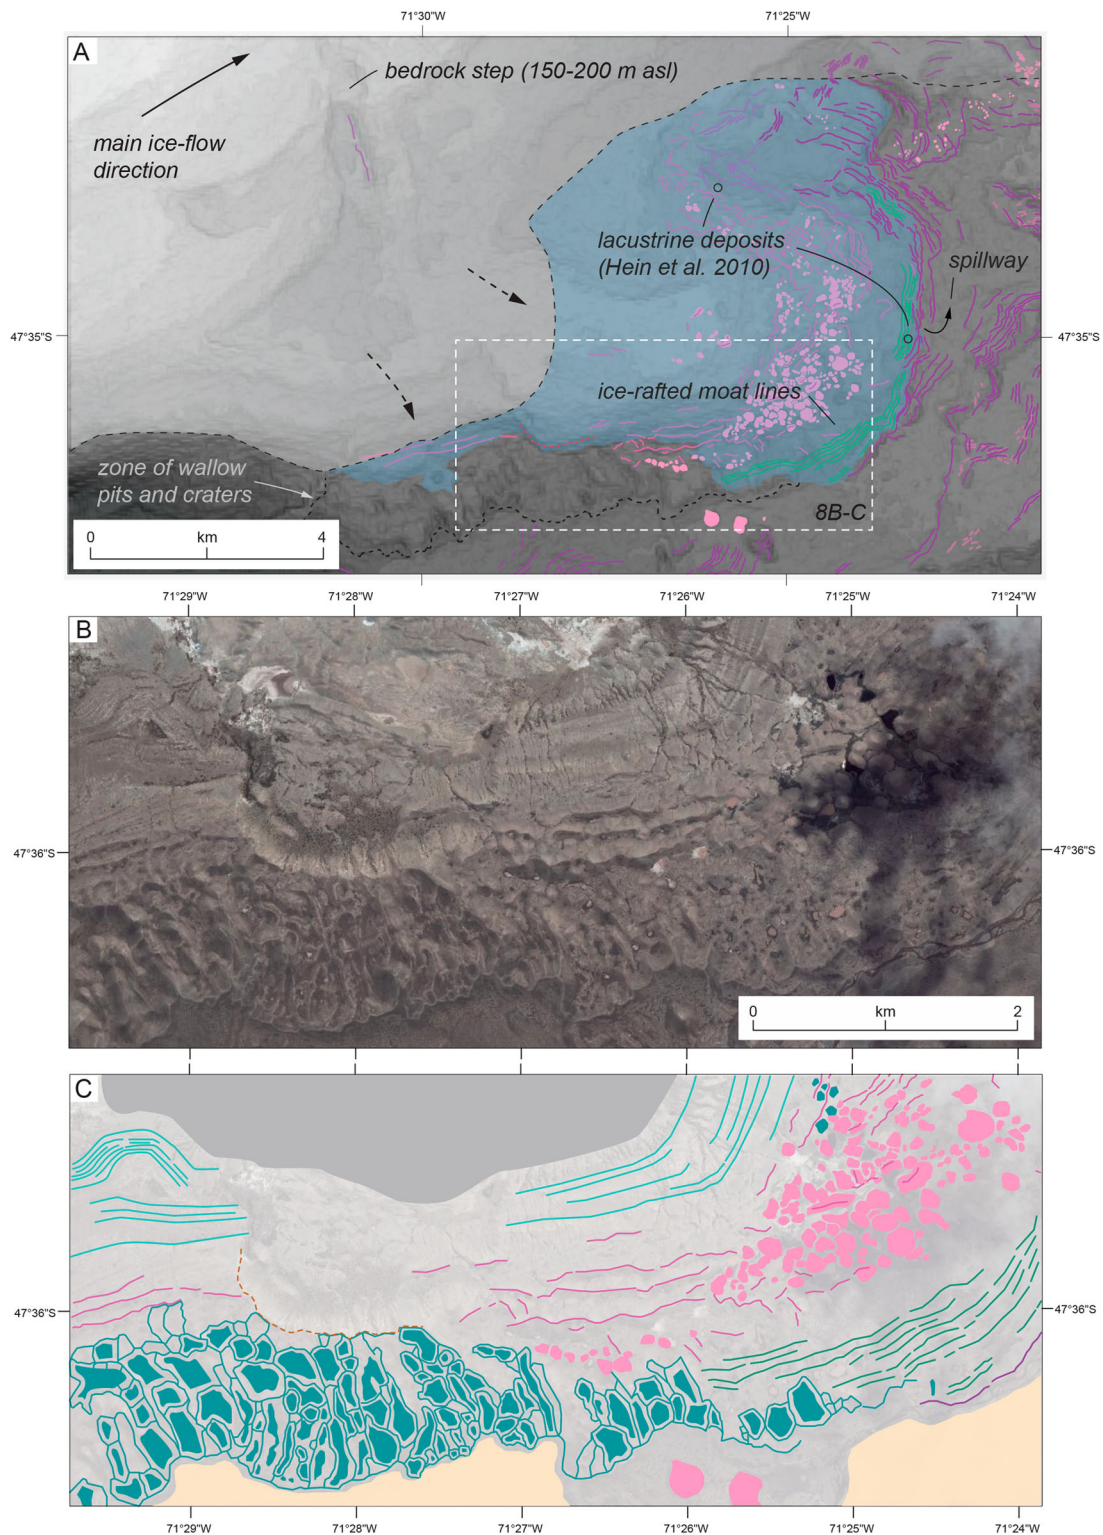 71°30"W 71°25"W
A
bedrock step (150-200 m asl)
main ice-flow
direction
lacustrine deposits
(Hein et al. 2010)
spillway
47°35"S 47°35"S
ice-rafted moat lines
zone of wallow
pits and craters
8B-C
0 km 4
71°29"W 71°28"W 71°27"W 71°26"W 71°25"W 71°24"W
B
47°36"S 47°36"S
0 km 2
C
47°36"S 47°36"S
71°29"W 71°28"W 71°27"W 71°26"W 71°25"W 71°24"W